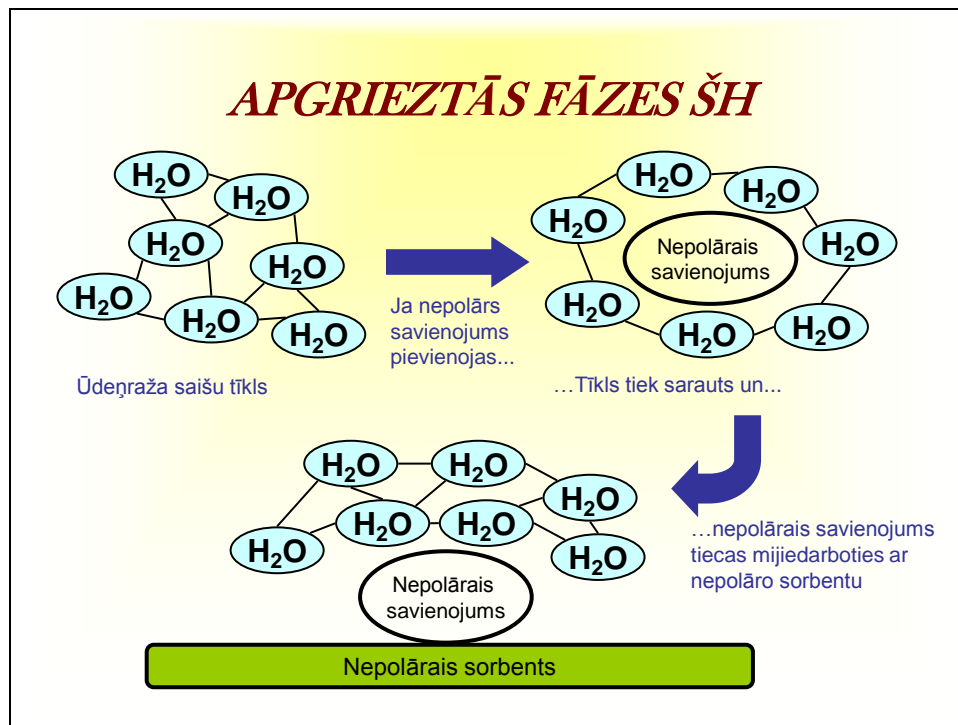 APGRIEZTĀS FĀZES ŠH
H₂O
H₂O
H₂O
H₂O
H₂O
H₂O
H₂O
Ūdeņraža saišu tīkls
Ja nepolārs
savienojums
pievienojas...
H₂O
H₂O
H₂O
H₂O
H₂O
H₂O
H₂O
Nepolārais
savienojums
…Tīkls tiek sarauts un...
…nepolārais savienojums
tiecas mijiedarboties ar
nepolāro sorbentu
H₂O
H₂O
H₂O
H₂O
H₂O
H₂O
H₂O
Nepolārais
savienojums
Nepolārais sorbents